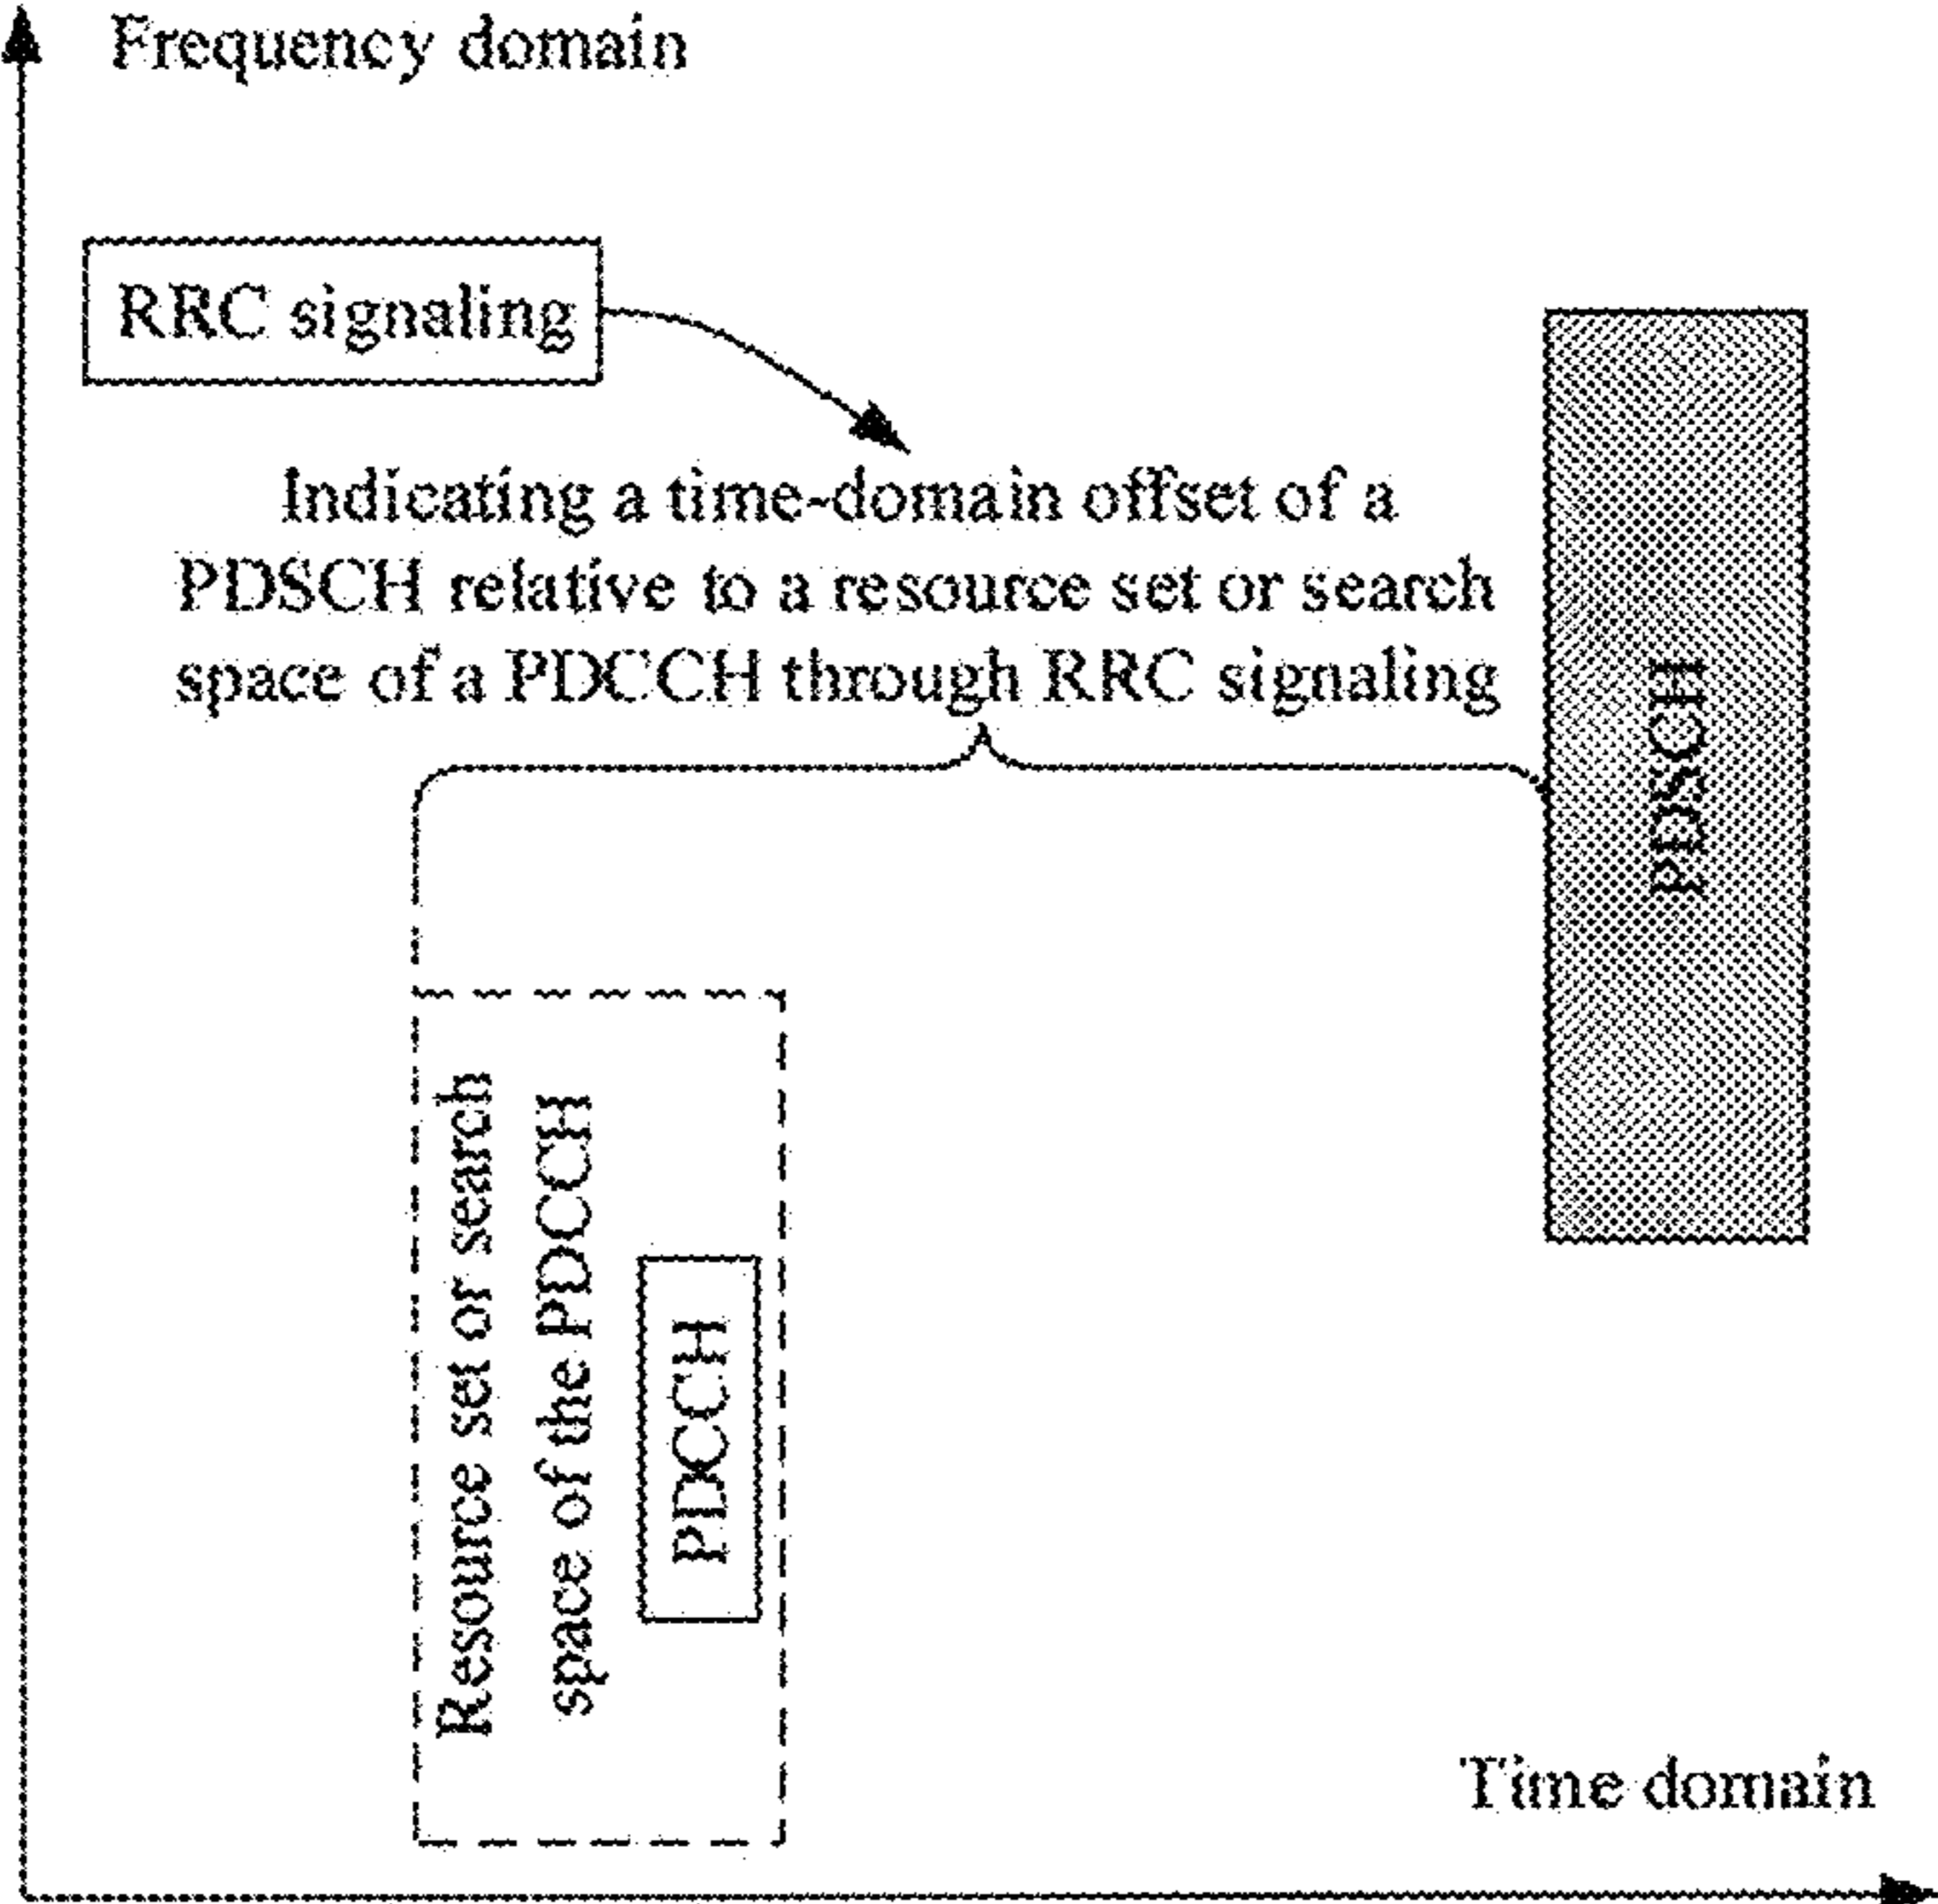 Frequency domain
RRC signaling
Indicating a time-domain offset of a
PDSCH relative to a resource set or search
space of a PDCCH through RRC signaling
PDSCH
Resource set or search
space of the PDCCH
PDCCH
Time domain